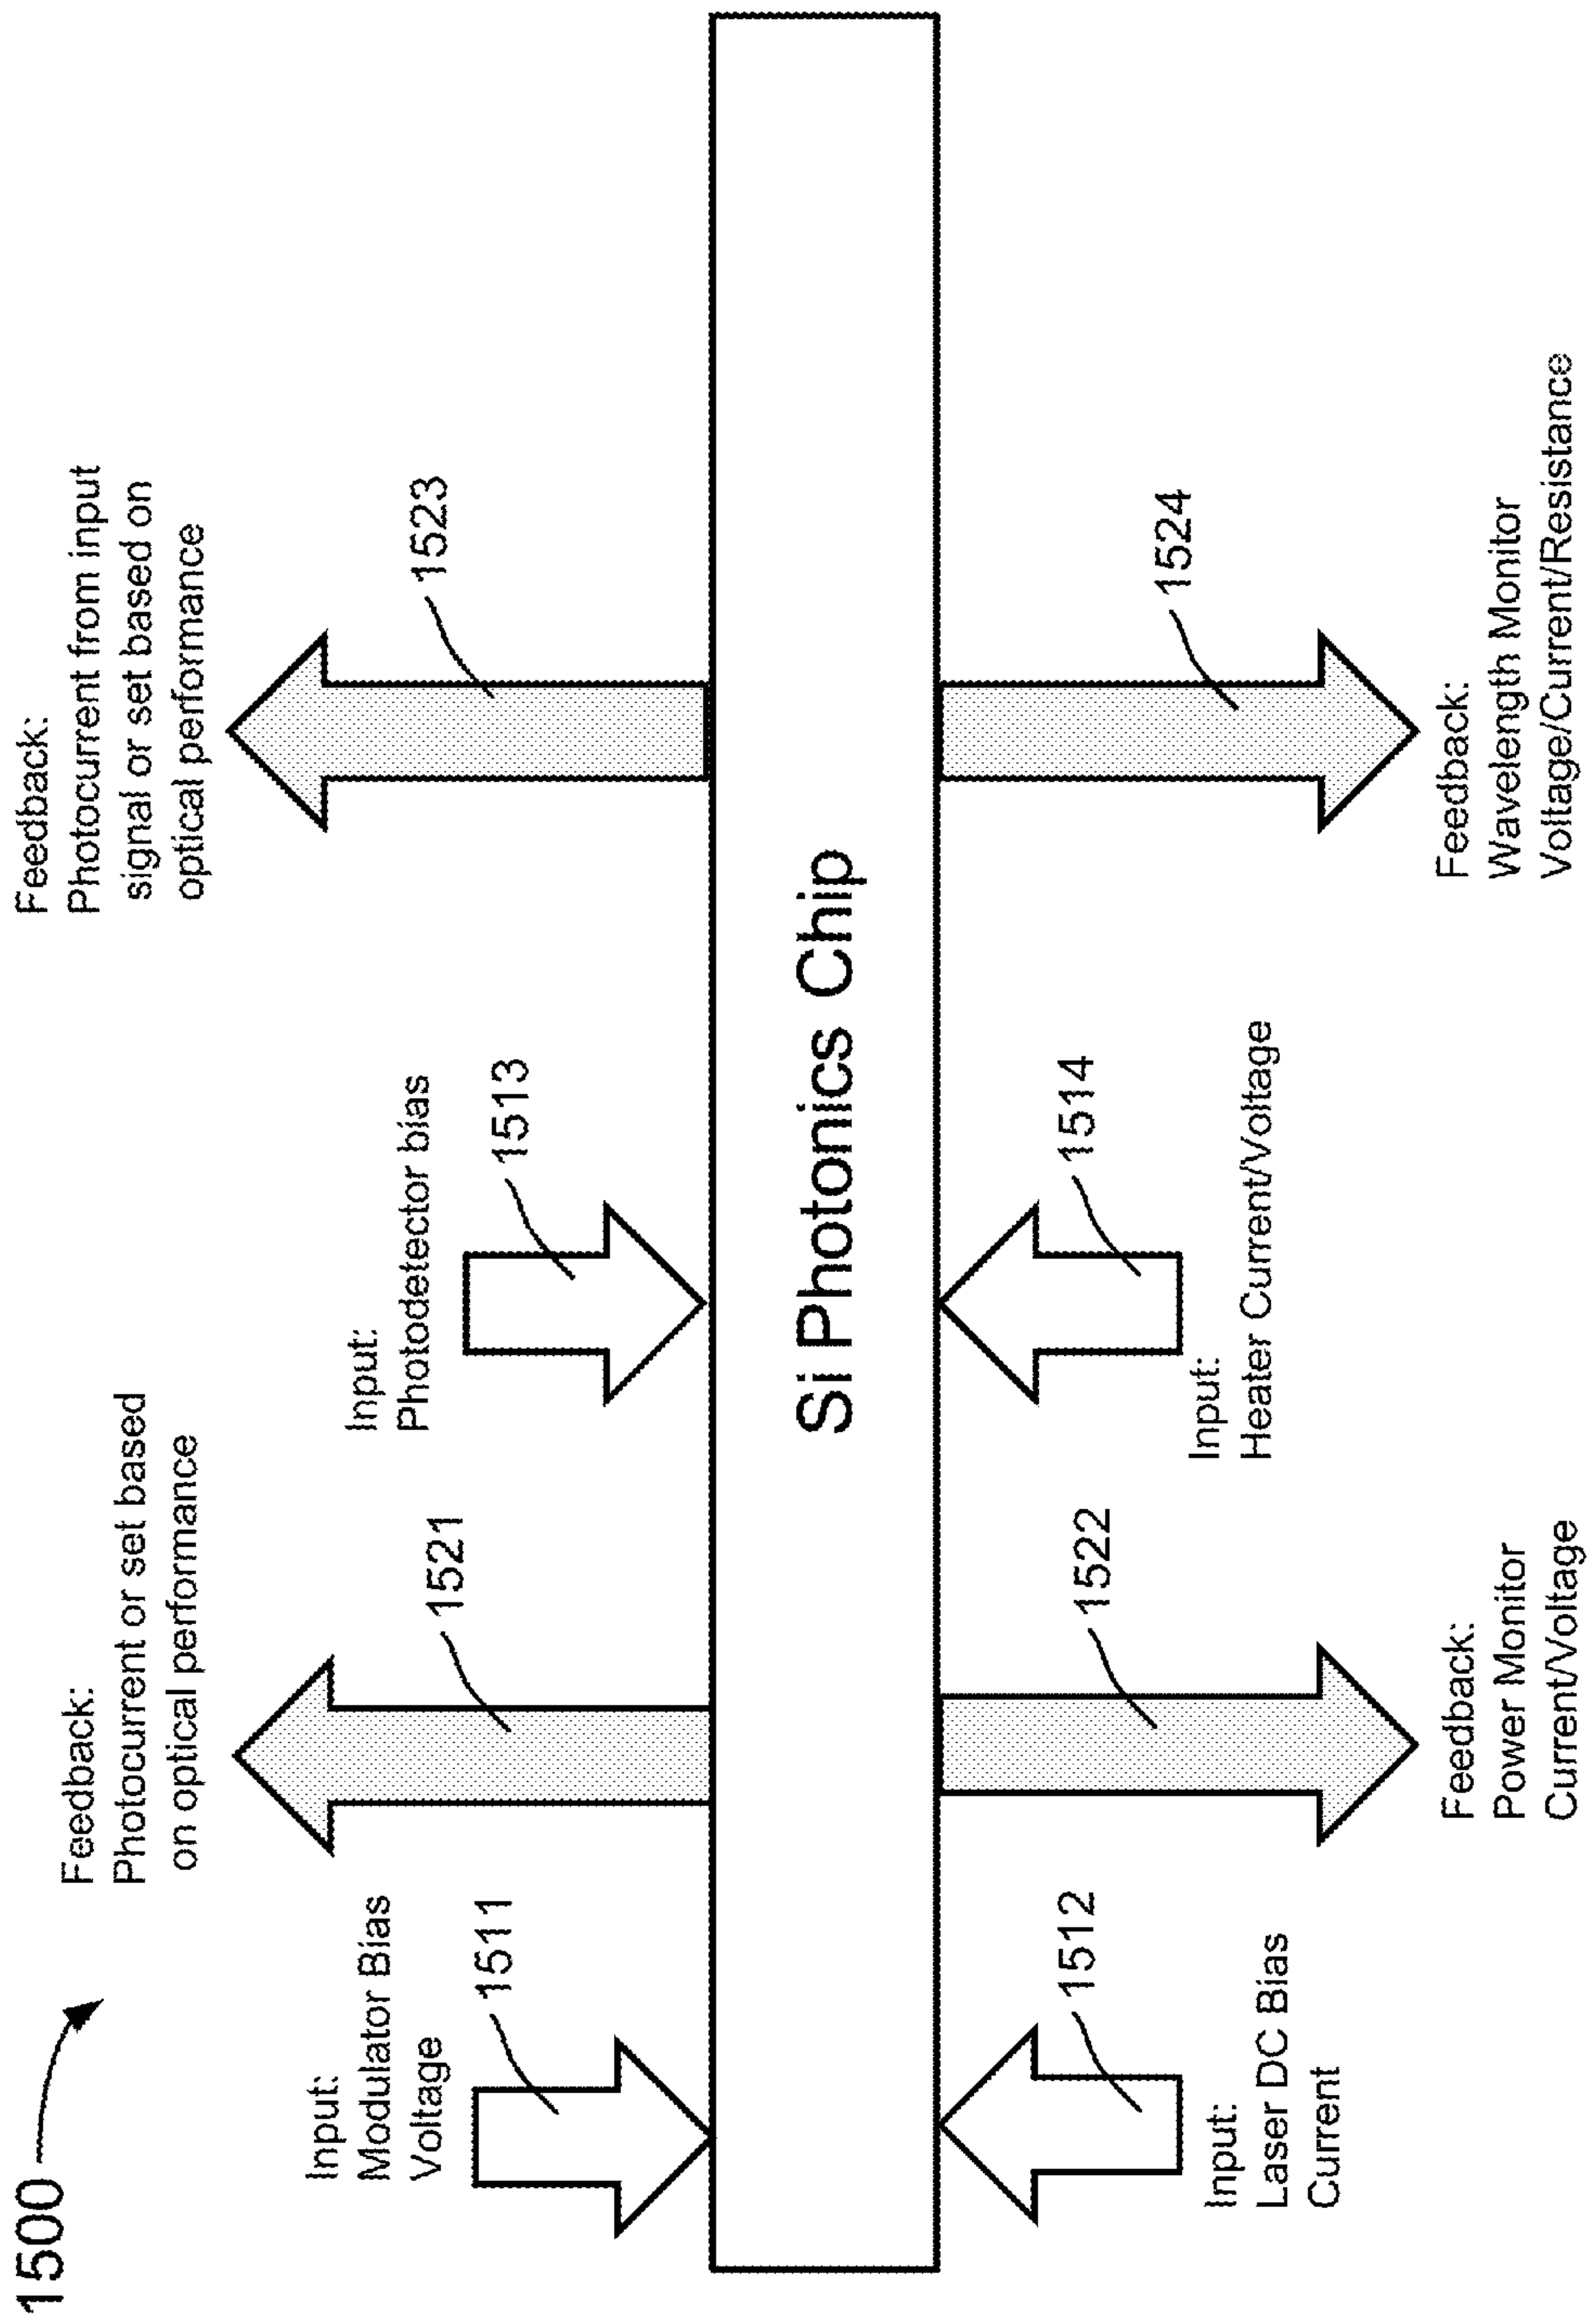 1500
Feedback:
Photocurrent or set based
on optical performance
Feedback:
Photocurrent from input
signal or set based on
optical performance
Input:
Modulator Bias
Voltage
1511
1521
Input:
Photodetector bias
1513
1523
Si Photonics Chip
1512
Input:
Laser DC Bias
Current
1522
Feedback:
Power Monitor
Current/Voltage
1514
Input:
Heater Current/Voltage
1524
Feedback:
Wavelength Monitor
Voltage/Current/Resistance